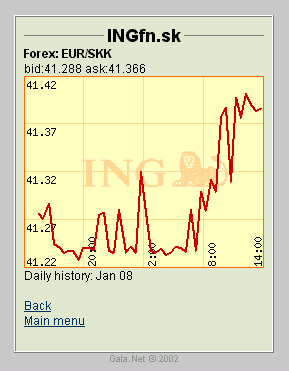 INGfn.sk
Forex: EUR/SKK
bid:41.288 ask:41.366
41.42
41.37
ING
41.32
41.27
41.22
20:00
2:00
8:00
14:00
Daily history: Jan 08
Back
Main menu
Gala.Net © 2002